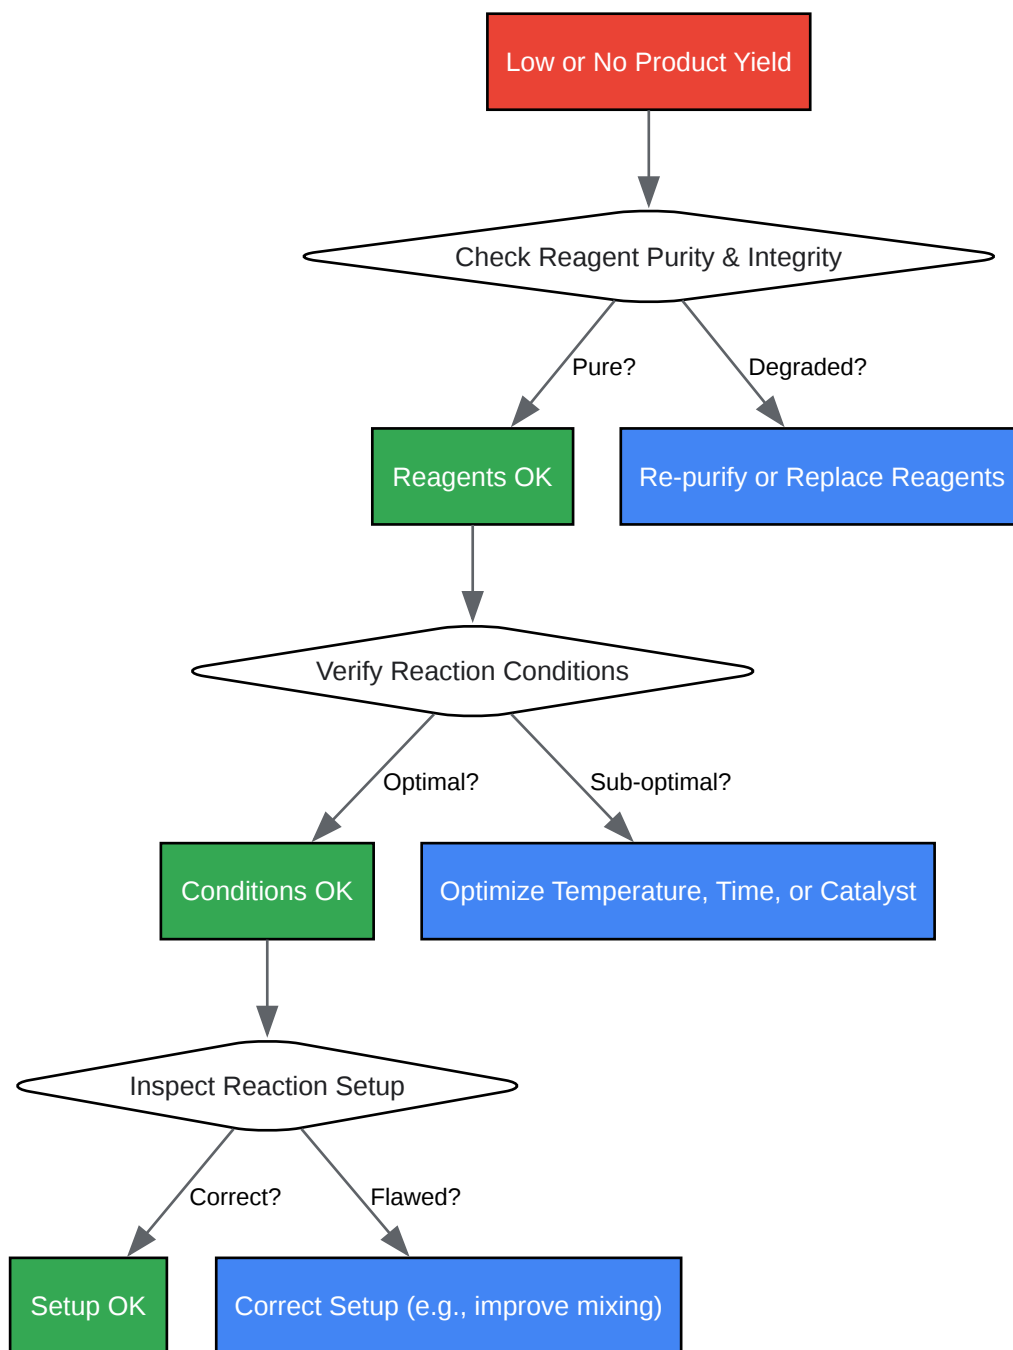 Low or No Product Yield
Check Reagent Purity & Integrity
Pure?
Degraded?
Reagents OK
Re-purify or Replace Reagents
Verify Reaction Conditions
Optimal?
Sub-optimal?
Conditions OK
Optimize Temperature, Time, or Catalyst
Inspect Reaction Setup
Correct?
Flawed?
Setup OK
Correct Setup (e.g., improve mixing)